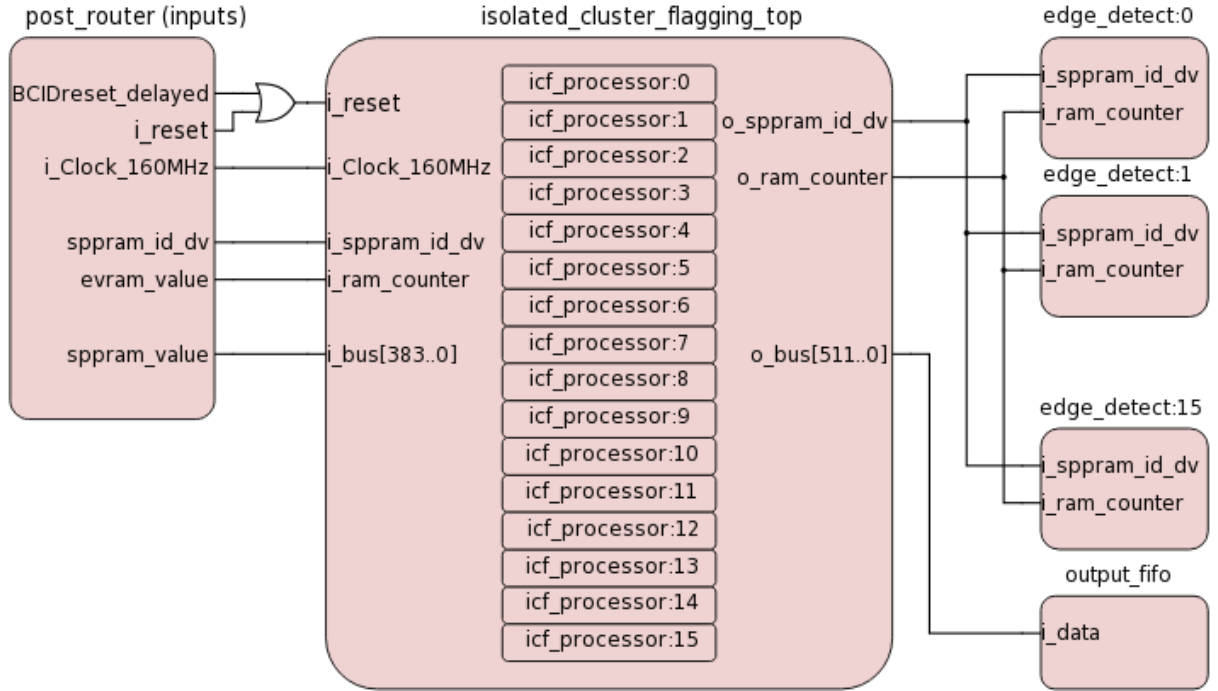 post_router (inputs)
BCIDreset_delayed
i_reset
i_Clock_160MHz
sppram_id_dv
evram_value
sppram_value
isolated_cluster_flagging_top
i_reset
i_Clock_160MHz
i_sppram_id_dv
i_ram_counter
i_bus[383..0]
icf_processor:0
icf_processor:1
icf_processor:2
icf_processor:3
icf_processor:4
icf_processor:5
icf_processor:6
icf_processor:7
icf_processor:8
icf_processor:9
icf_processor:10
icf_processor:11
icf_processor:12
icf_processor:13
icf_processor:14
icf_processor:15
o_sppram_id_dv
o_ram_counter
o_bus[511..0]
edge_detect:0
i_sppram_id_dv
i_ram_counter
edge_detect:1
i_sppram_id_dv
i_ram_counter
edge_detect:15
i_sppram_id_dv
i_ram_counter
output_fifo
i_data